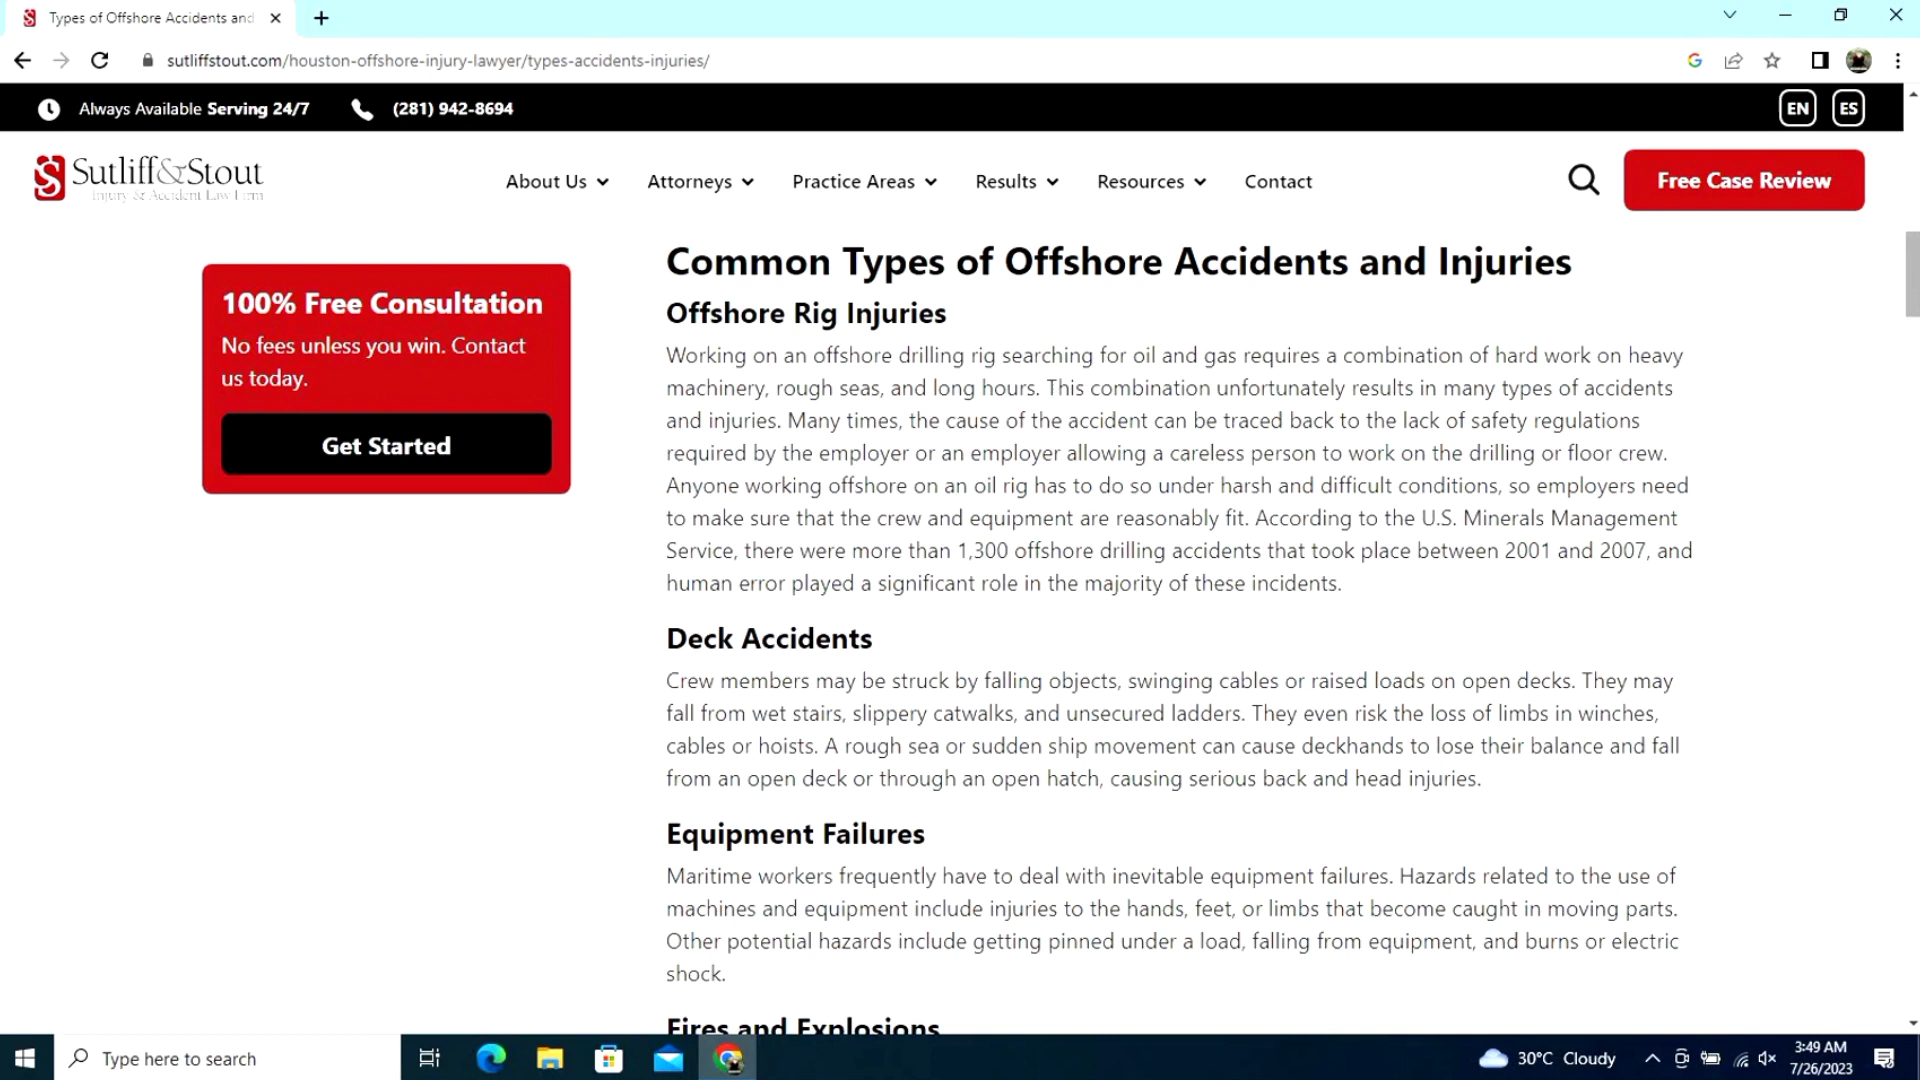 Types of Offshore Accidents and
sutliffstout.com/houston-offshore-injury-lawyer/types-accidents-injuries/
Always Available Serving 24/7
(281) 942-8694
EN
ES
Sutliff&Stout
Injury & Accident Law Firm
About Us
Attorneys
Practice Areas
Results
Resources
Contact
Free Case Review
100% Free Consultation
No fees unless you win. Contact
us today.
Get Started
Common Types of Offshore Accidents and Injuries
Offshore Rig Injuries
Working on an offshore drilling rig searching for oil and gas requires a combination of hard work on heavy
machinery, rough seas, and long hours. This combination unfortunately results in many types of accidents
and injuries. Many times, the cause of the accident can be traced back to the lack of safety regulations
required by the employer or an employer allowing a careless person to work on the drilling or floor crew.
Anyone working offshore on an oil rig has to do so under harsh and difficult conditions, so employers need
to make sure that the crew and equipment are reasonably fit. According to the U.S. Minerals Management
Service, there were more than 1,300 offshore drilling accidents that took place between 2001 and 2007, and
human error played a significant role in the majority of these incidents.
Deck Accidents
Crew members may be struck by falling objects, swinging cables or raised loads on open decks. They may
fall from wet stairs, slippery catwalks, and unsecured ladders. They even risk the loss of limbs in winches,
cables or hoists. A rough sea or sudden ship movement can cause deckhands to lose their balance and fall
from an open deck or through an open hatch, causing serious back and head injuries.
Equipment Failures
Maritime workers frequently have to deal with inevitable equipment failures. Hazards related to the use of
machines and equipment include injuries to the hands, feet, or limbs that become caught in moving parts.
Other potential hazards include getting pinned under a load, falling from equipment, and burns or electric
shock.
Fires and Explosions
Type here to search
30°C Cloudy
3:49 AM
7/26/2023